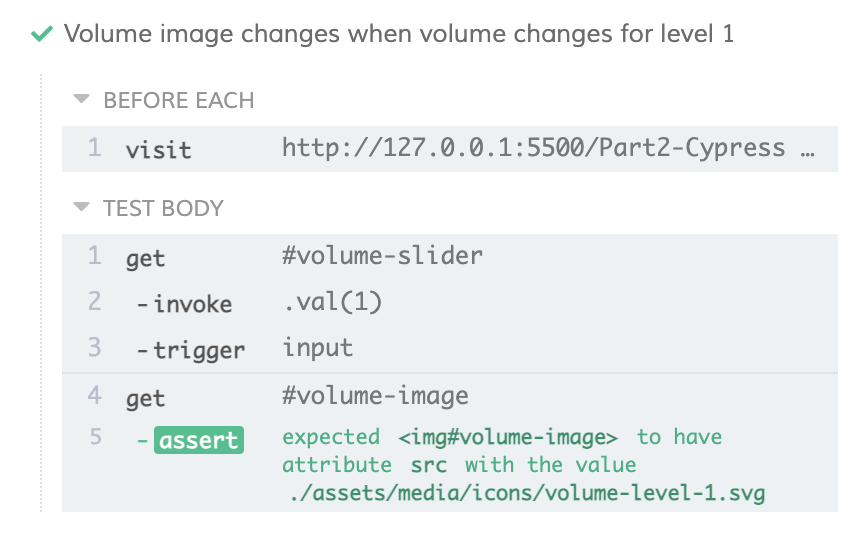 Volume image changes when volume changes for level 1
BEFORE EACH
1 visit http://127.0.0.1:5500/Part2-Cypress …
TEST BODY
1 get #volume-slider
2 -invoke .val(1)
3 -trigger input
4 get #volume-image
5 -assert expected <img#volume-image> to have
attribute src with the value
./assets/media/icons/volume-level-1.svg